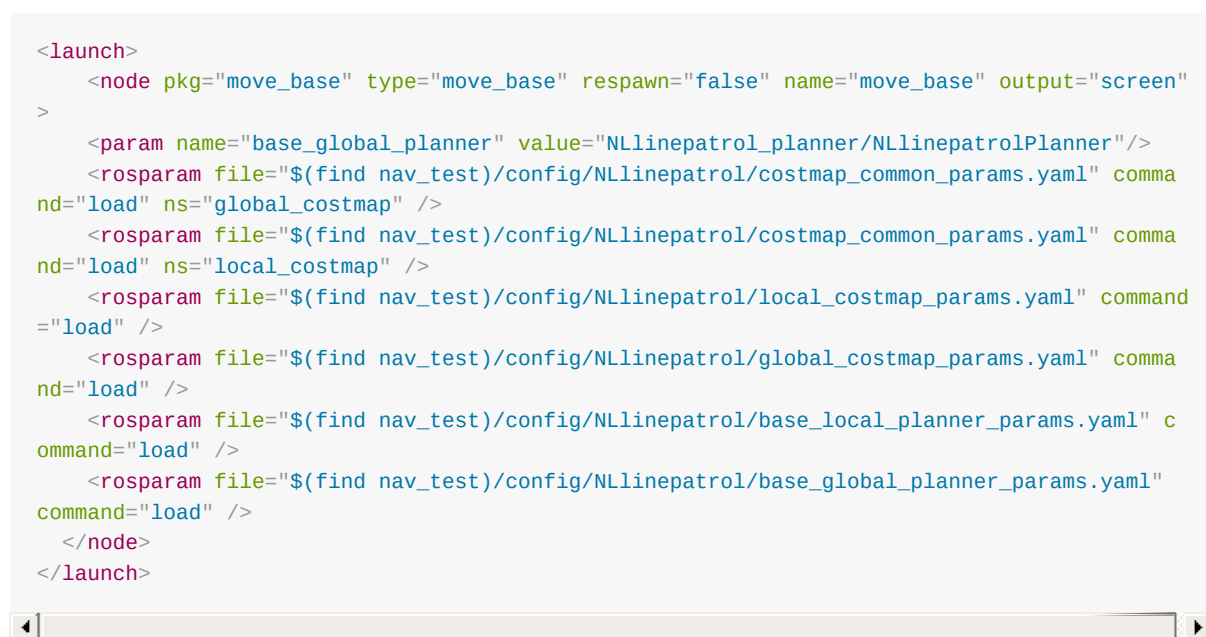 <launch>
    <node pkg="move_base" type="move_base" respawn="false" name="move_base" output="screen"
>
    <param name="base_global_planner" value="NLlinepatrol_planner/NLlinepatrolPlanner"/>
    <rosparam file="$(find nav_test)/config/NLlinepatrol/costmap_common_params.yaml" comma
nd="load" ns="global_costmap" />
    <rosparam file="$(find nav_test)/config/NLlinepatrol/costmap_common_params.yaml" comma
nd="load" ns="local_costmap" />
    <rosparam file="$(find nav_test)/config/NLlinepatrol/local_costmap_params.yaml" command
="load" />
    <rosparam file="$(find nav_test)/config/NLlinepatrol/global_costmap_params.yaml" comma
nd="load" />
    <rosparam file="$(find nav_test)/config/NLlinepatrol/base_local_planner_params.yaml" c
ommand="load" />
    <rosparam file="$(find nav_test)/config/NLlinepatrol/base_global_planner_params.yaml"
command="load" />
  </node>
</launch>